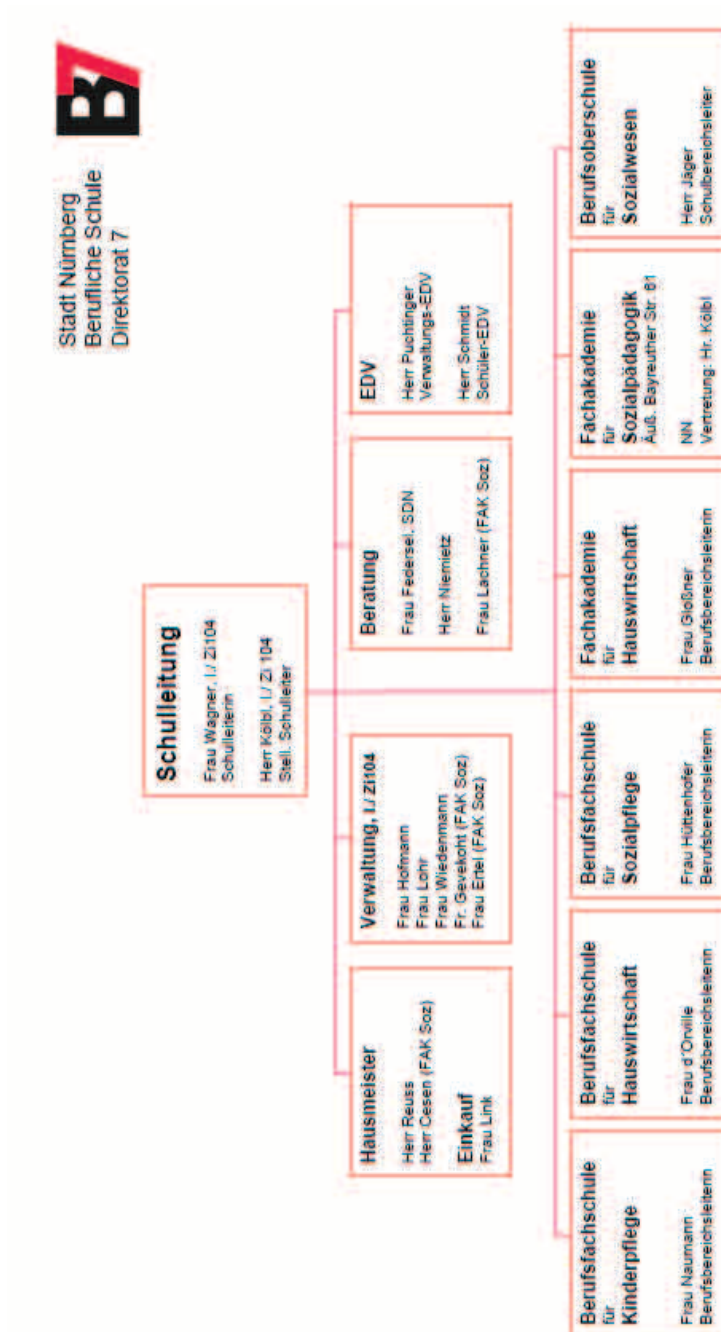 Stadt Nürnberg
Berufliche Schule
Direktorat 7
B7
Schulleitung
Frau Wagner, I./ Zi104
Schulleiterin
Herr Kölbl, I./ Zi 104
Stell. Schulleiter
Hausmeister
Herr Reuss
Herr Cesen (FAK Soz)
Einkauf
Frau Link
Verwaltung, I./ Zi104
Frau Hofmann
Frau Lohr
Frau Wiedenmann
Fr. Gevekoht (FAK Soz)
Frau Ertel (FAK Soz)
Beratung
Frau Federsel, SDN
Herr Niemietz
Frau Lachner (FAK Soz)
EDV
Herr Puchtinger
Verwaltungs-EDV
Herr Schmidt
Schüler-EDV
Berufsfachschule
für
Kinderpflege
Frau Naumann
Berufsbereichsleiterin
Berufsfachschule
für
Hauswirtschaft
Frau d'Orville
Berufsbereichsleiterin
Berufsfachschule
für
Sozialpflege
Frau Hüttenhofer
Berufsbereichsleiterin
Fachakademie
für
Hauswirtschaft
Frau Gloßner
Berufsbereichsleiterin
Fachakademie
für
Sozialpädagogik
Äuß. Bayreuther Str. 81
NN
Vertretung: Hr. Kölbl
Berufsoberschule
für
Sozialwesen
Herr Jäger
Schulbereichsleiter